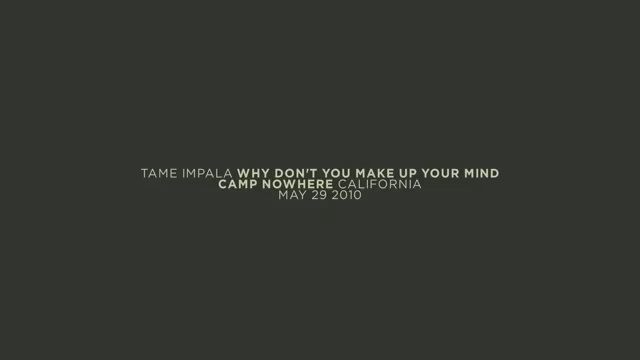 TAME IMPALA WHY DON'T YOU MAKE UP YOUR MIND
CAMP NOWHERE CALIFORNIA
MAY 29 2010